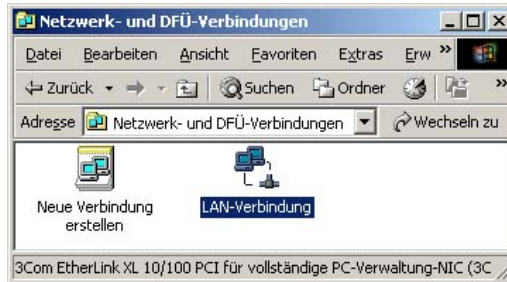 Netzwerk- und DFÜ-Verbindungen
Datei Bearbeiten Ansicht Favoriten Extras Erw »
Zurück Suchen Ordner »
Adresse Netzwerk- und DFÜ-Verbindungen Wechseln zu
Neue Verbindung
erstellen
LAN-Verbindung
3Com EtherLink XL 10/100 PCI für vollständige PC-Verwaltung-NIC (3C